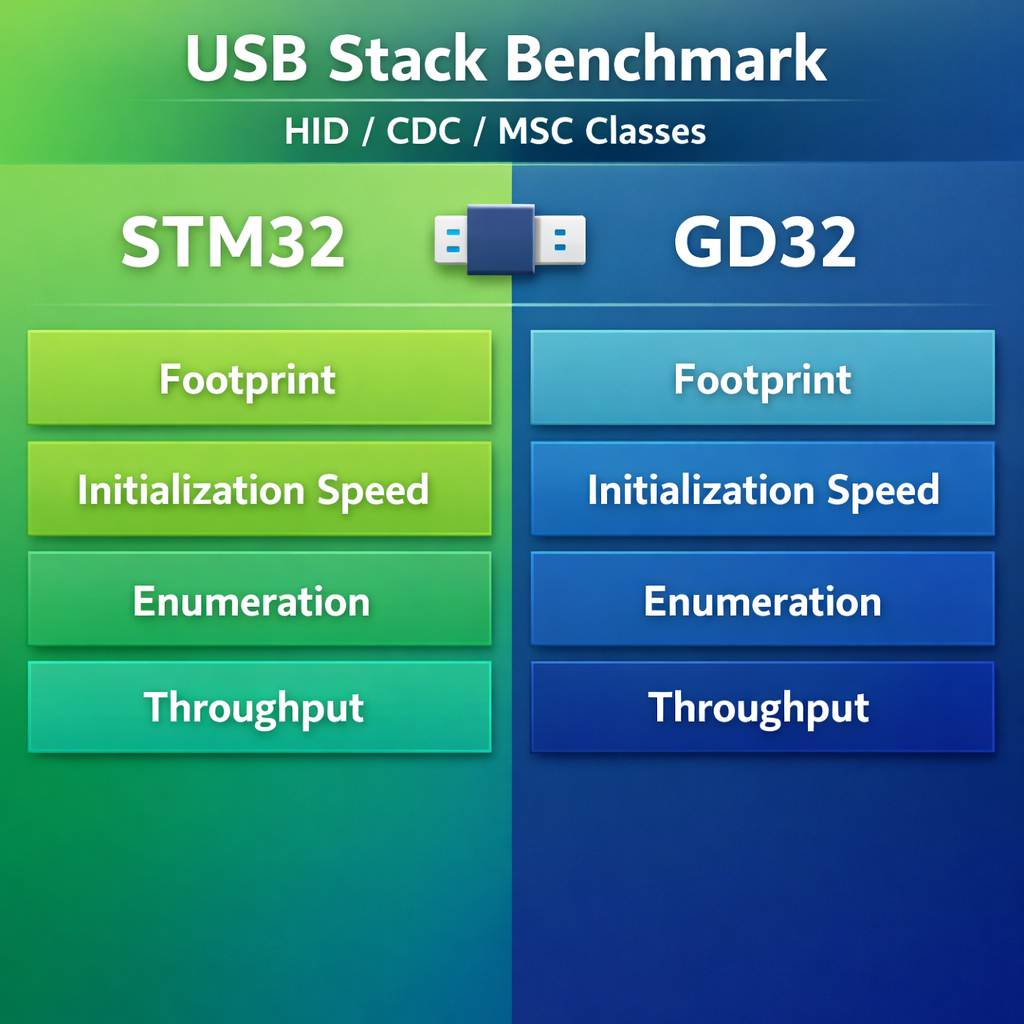 USB Stack Benchmark
HID / CDC / MSC Classes
STM32
GD32
Footprint
Footprint
Initialization Speed
Initialization Speed
Enumeration
Enumeration
Throughput
Throughput